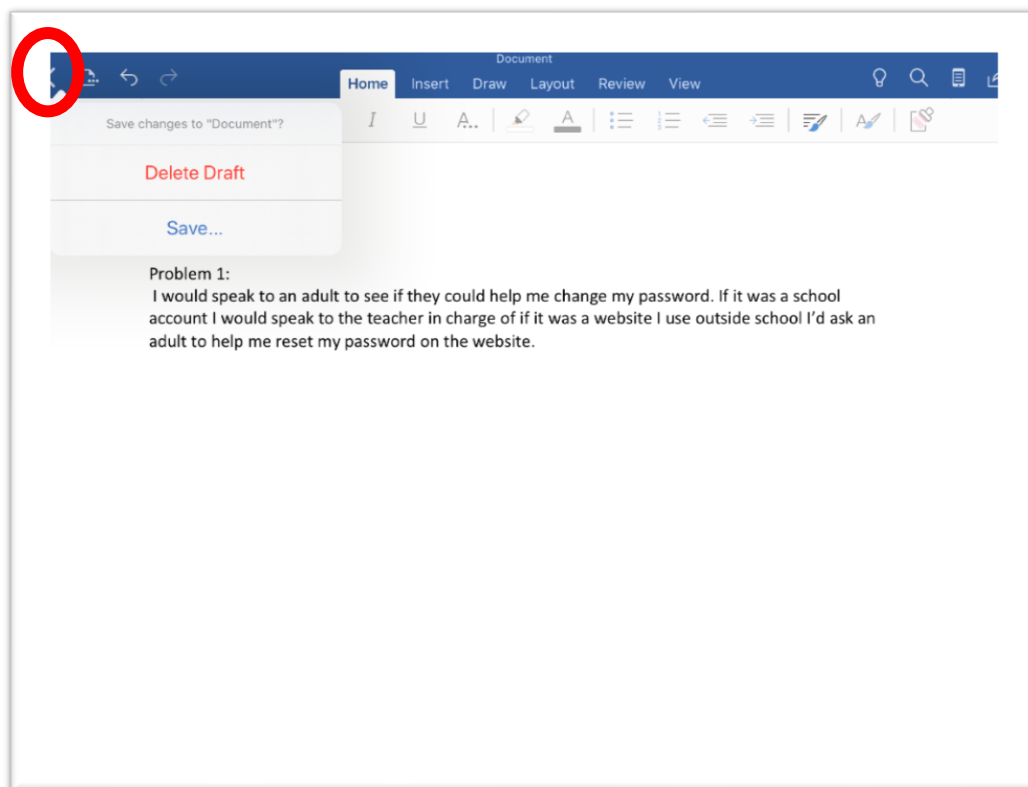 Document
Home Insert Draw Layout Review View
Save changes to "Document"?
I U A..
A
Delete Draft
Save...
Problem 1:
I would speak to an adult to see if they could help me change my password. If it was a school
account I would speak to the teacher in charge of if it was a website I use outside school I’d ask an
adult to help me reset my password on the website.